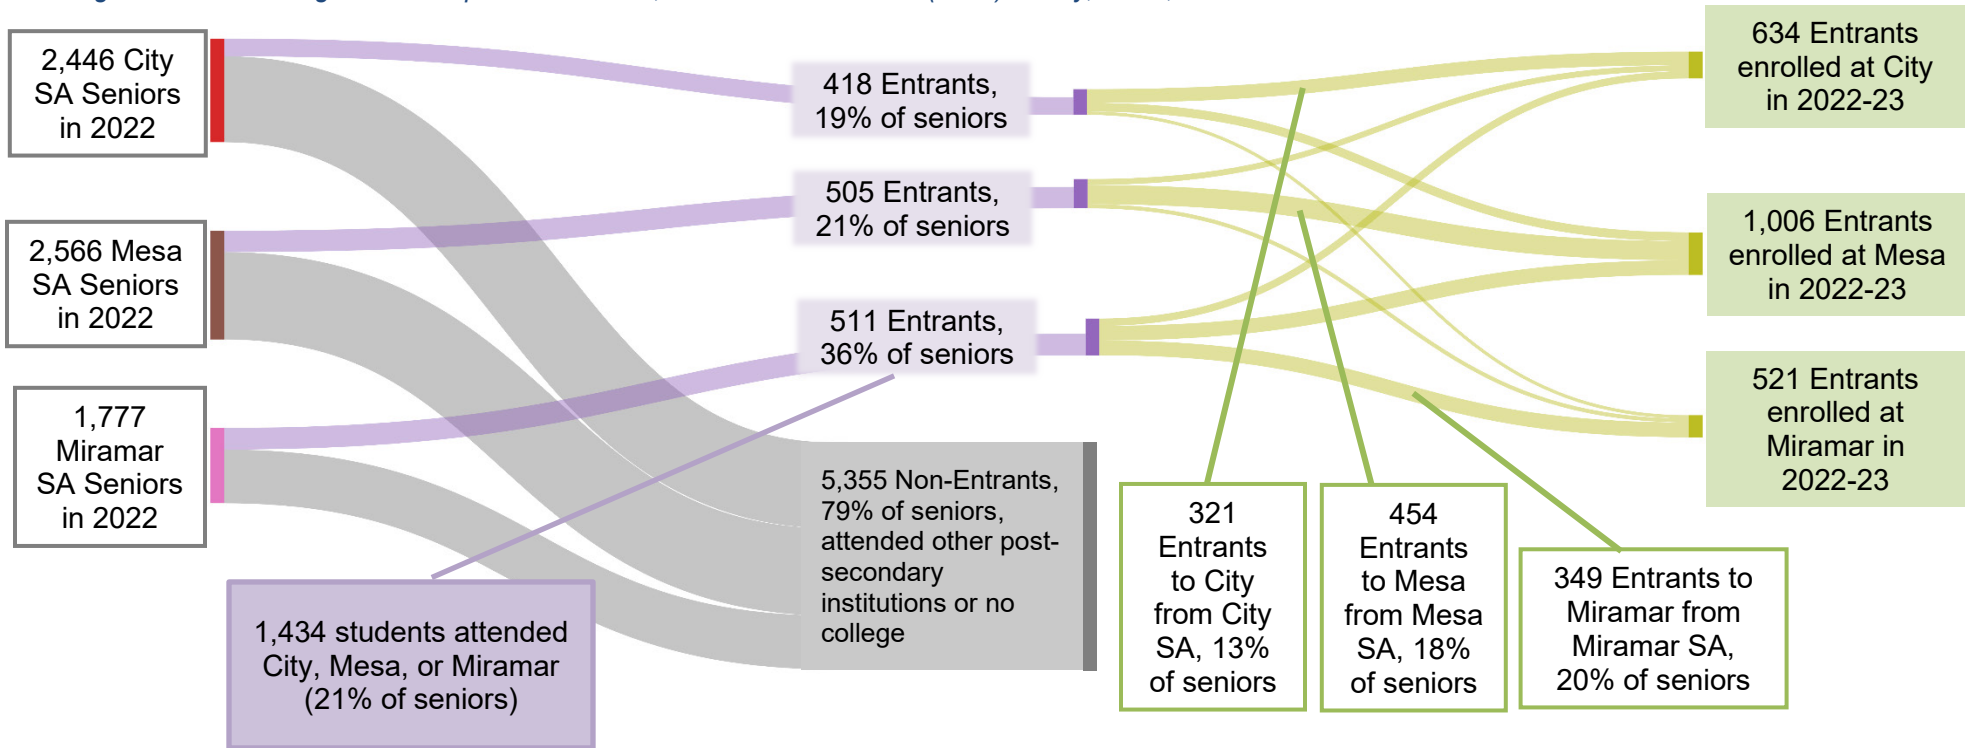 2,446 City
SA Seniors
in 2022
2,566 Mesa
SA Seniors
in 2022
1,777
Miramar
SA Seniors
in 2022
418 Entrants,
19% of seniors
505 Entrants,
21% of seniors
511 Entrants,
36% of seniors
5,355 Non-Entrants,
79% of seniors,
attended other post-
secondary
institutions or no
college
1,434 students attended
City, Mesa, or Miramar
(21% of seniors)
634 Entrants
enrolled at City
in 2022-23
1,006 Entrants
enrolled at Mesa
in 2022-23
521 Entrants
enrolled at
Miramar in
2022-23
321
Entrants
to City
from City
SA, 13%
of seniors
454
Entrants
to Mesa
from Mesa
SA, 18%
of seniors
349 Entrants to
Miramar from
Miramar SA,
20% of seniors